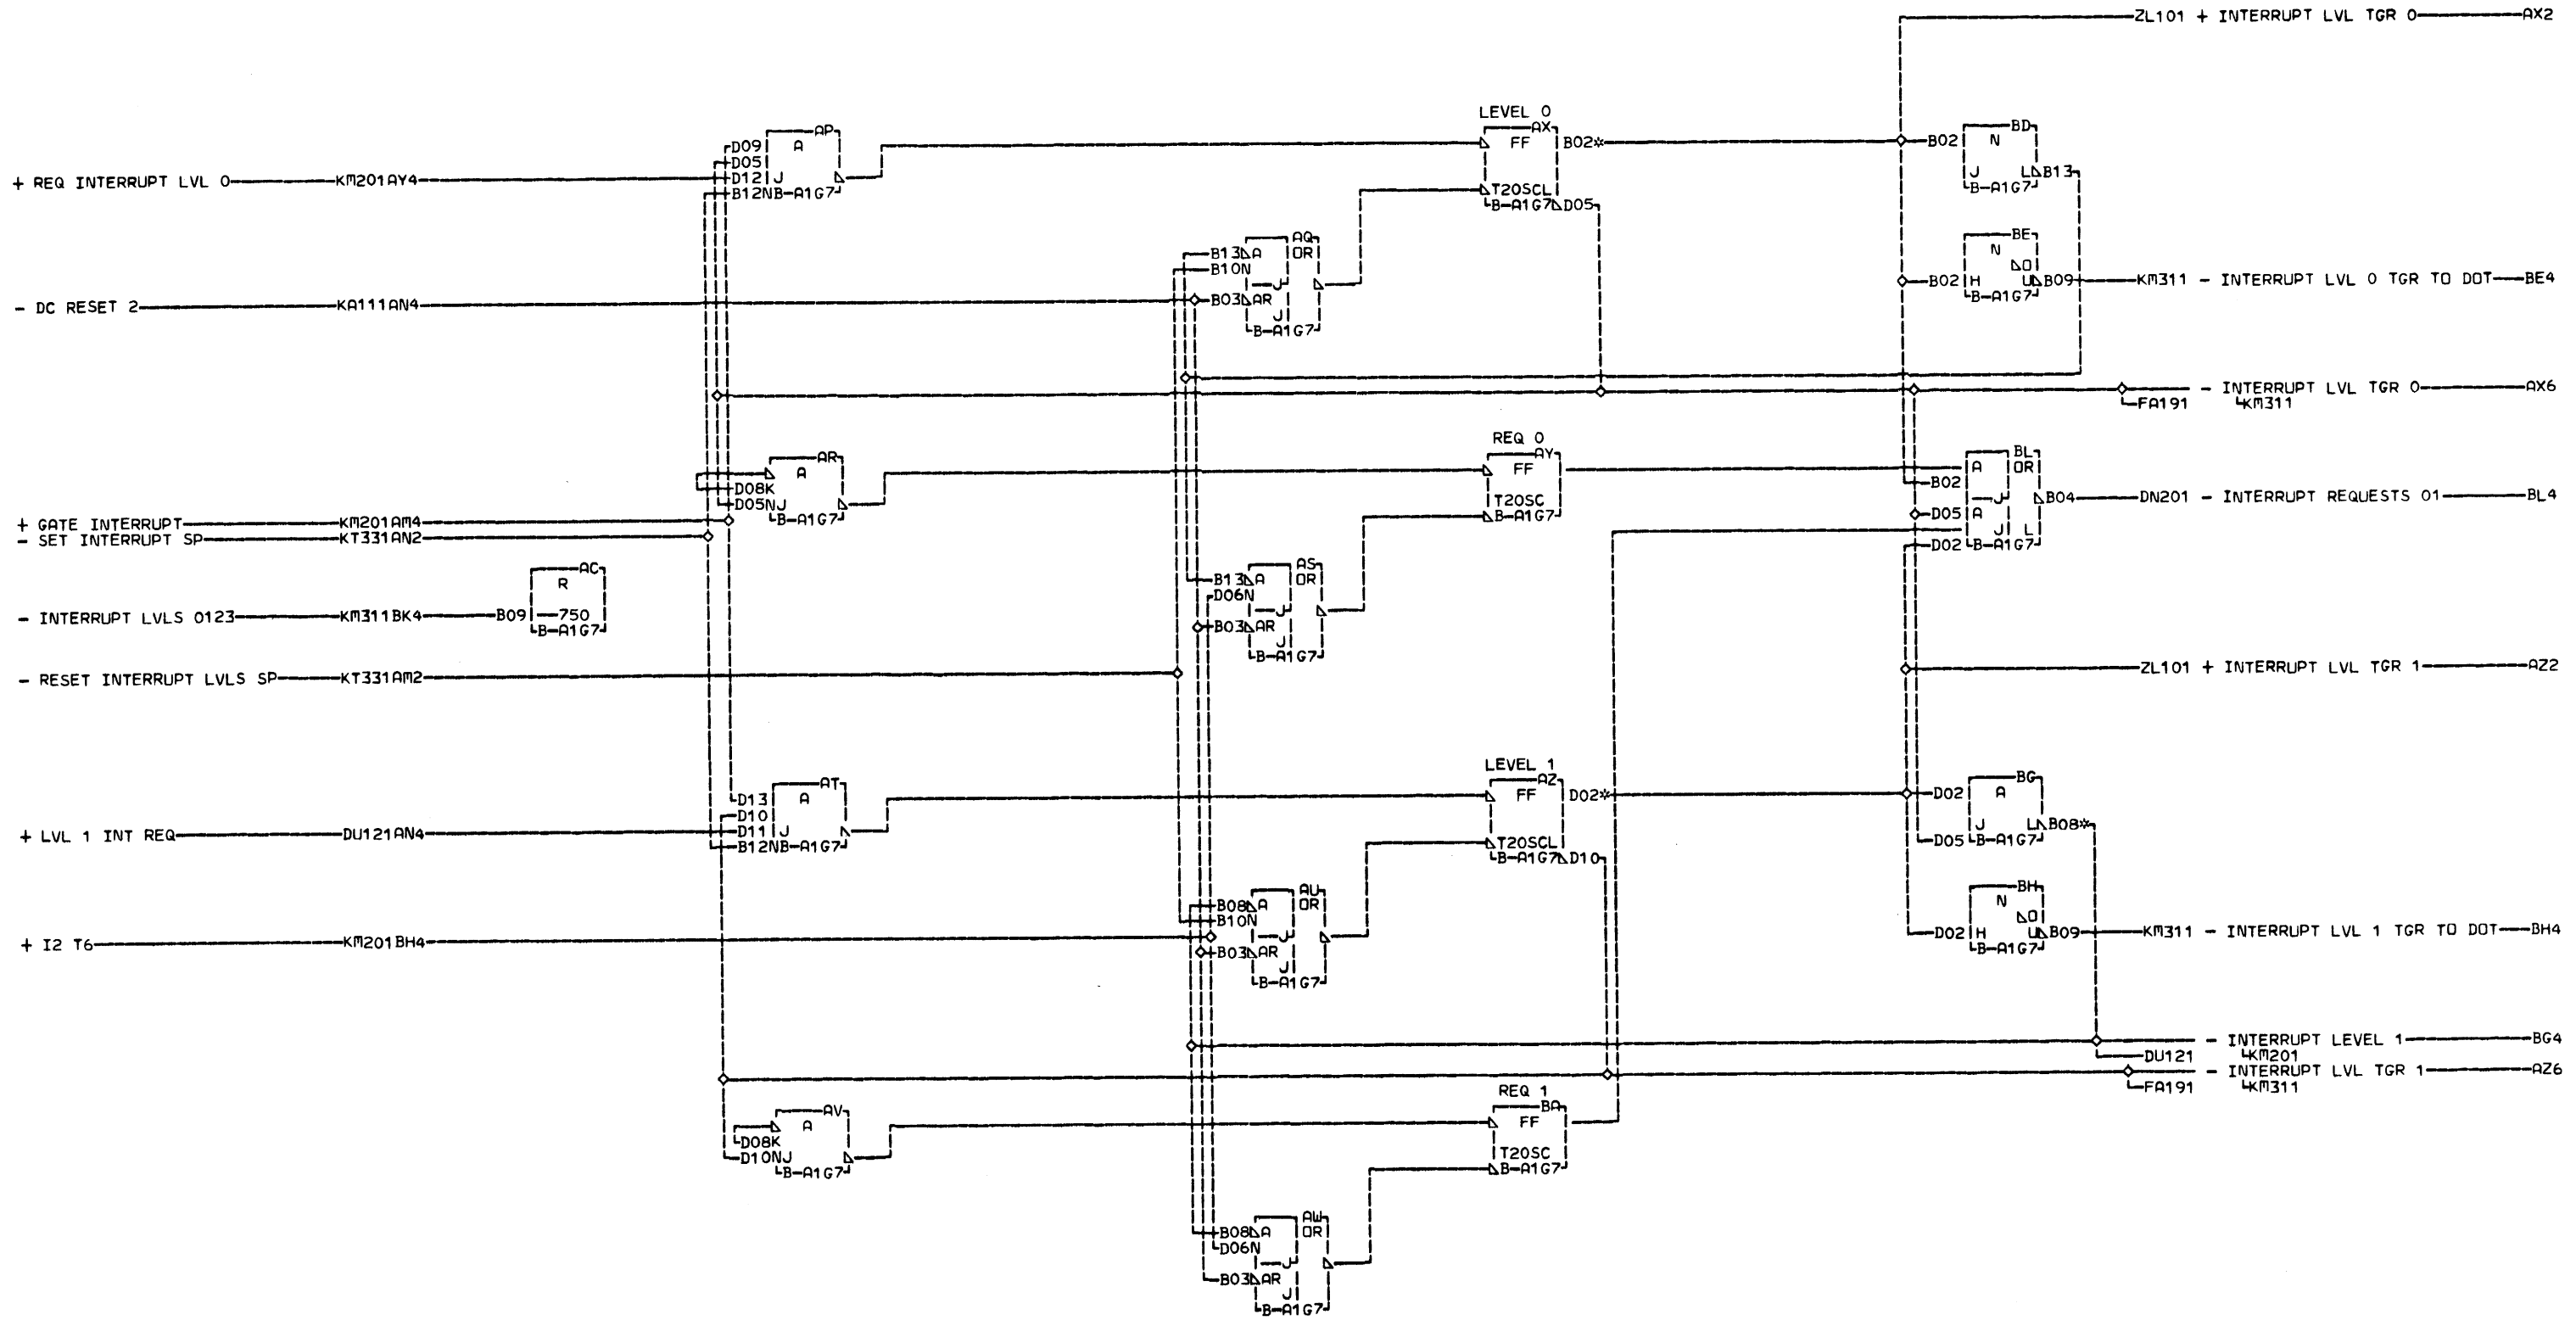 ZL101 + INTERRUPT LVL TGR 0 AX2
LEVEL 0
AP
D09 A
D05
+ REQ INTERRUPT LVL 0 KM201AY4 D12 J
B12NB-A1G7
AX
FF B02*
T20SCL
B-A1G7 D05
BD
B02 N
J L B13
B-A1G7
AQ
B13 A OR
B10N
J
- DC RESET 2 KA111AN4 B03 AR
J
B-A1G7
BE
N
O
B02 H U B09 KM311 - INTERRUPT LVL 0 TGR TO DOT BE4
B-A1G7
- INTERRUPT LVL TGR 0 AX6
FA191 KM311
REQ 0
AR
A
D08K
D05NJ
B-A1G7
AY
FF
T20SC
B-A1G7
BL
A OR
B02
J B04 DN201 - INTERRUPT REQUESTS 01 BL4
D05 A
J L
D02 B-A1G7
+ GATE INTERRUPT KM201AM4
- SET INTERRUPT SP KT331AN2
AC
R
- INTERRUPT LVLS 0123 KM311BK4 B09 750
B-A1G7
AS
B13 A OR
D06N
J
B03 AR
J
B-A1G7
- RESET INTERRUPT LVLS SP KT331AM2
ZL101 + INTERRUPT LVL TGR 1 AZ2
LEVEL 1
AT
D13 A
D10
+ LVL 1 INT REQ DU121AN4 D11 J
B12NB-A1G7
AZ
FF D02*
T20SCL
B-A1G7 D10
BG
D02 A
J L B08*
D05 B-A1G7
AU
B08 A OR
B10N
J
+ I2 T6 KM201BH4
B03 AR
J
B-A1G7
BH
N
O
D02 H U B09 KM311 - INTERRUPT LVL 1 TGR TO DOT BH4
B-A1G7
- INTERRUPT LEVEL 1 BG4
DU121 KM201
- INTERRUPT LVL TGR 1 AZ6
FA191 KM311
REQ 1
AV
A
D08K
D10NJ
B-A1G7
BA
FF
T20SC
B-A1G7
AW
B08 A OR
D06N
J
B03 AR
J
B-A1G7